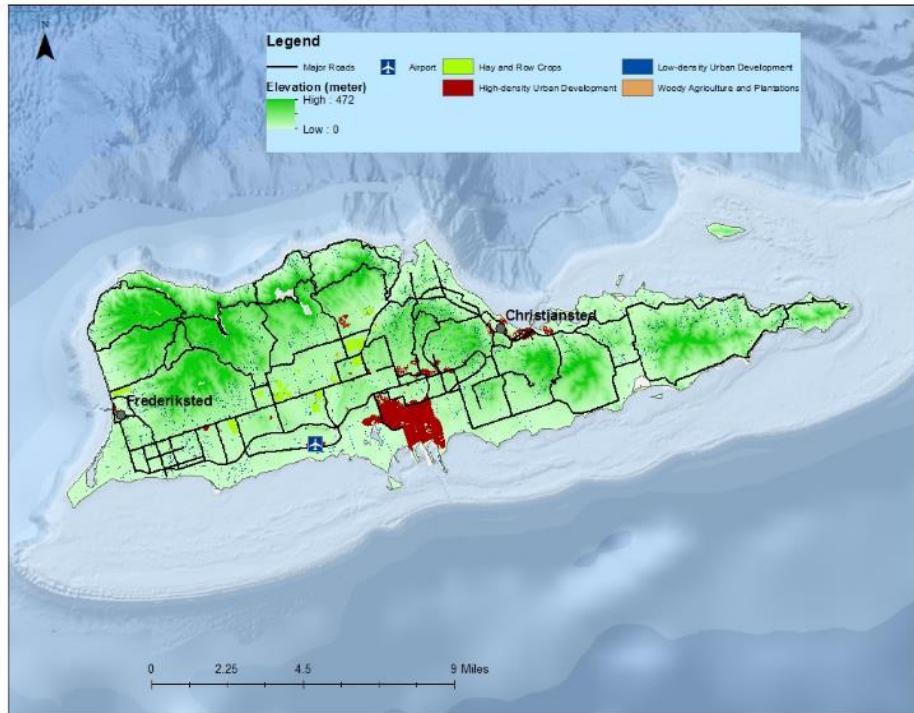 N
Legend
Major Roads
Airport
Hay and Row Crops
Low-density Urban Development
Elevation (meter)
High-density Urban Development
Woody Agriculture and Plantations
High : 472
Low : 0
Christiansted
Frederiksted
0 2.25 4.5 9 Miles